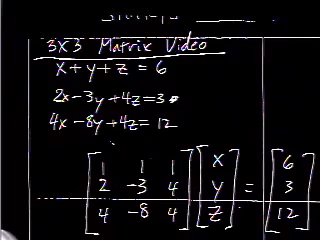 3x3 Matrix Video
x+y+z=6
2x-3y+4z=3
4x-8y+4z=12
[1 1 1] [x] [6]
[2 -3 4] [y] = [3]
[4 -8 4] [z] [12]